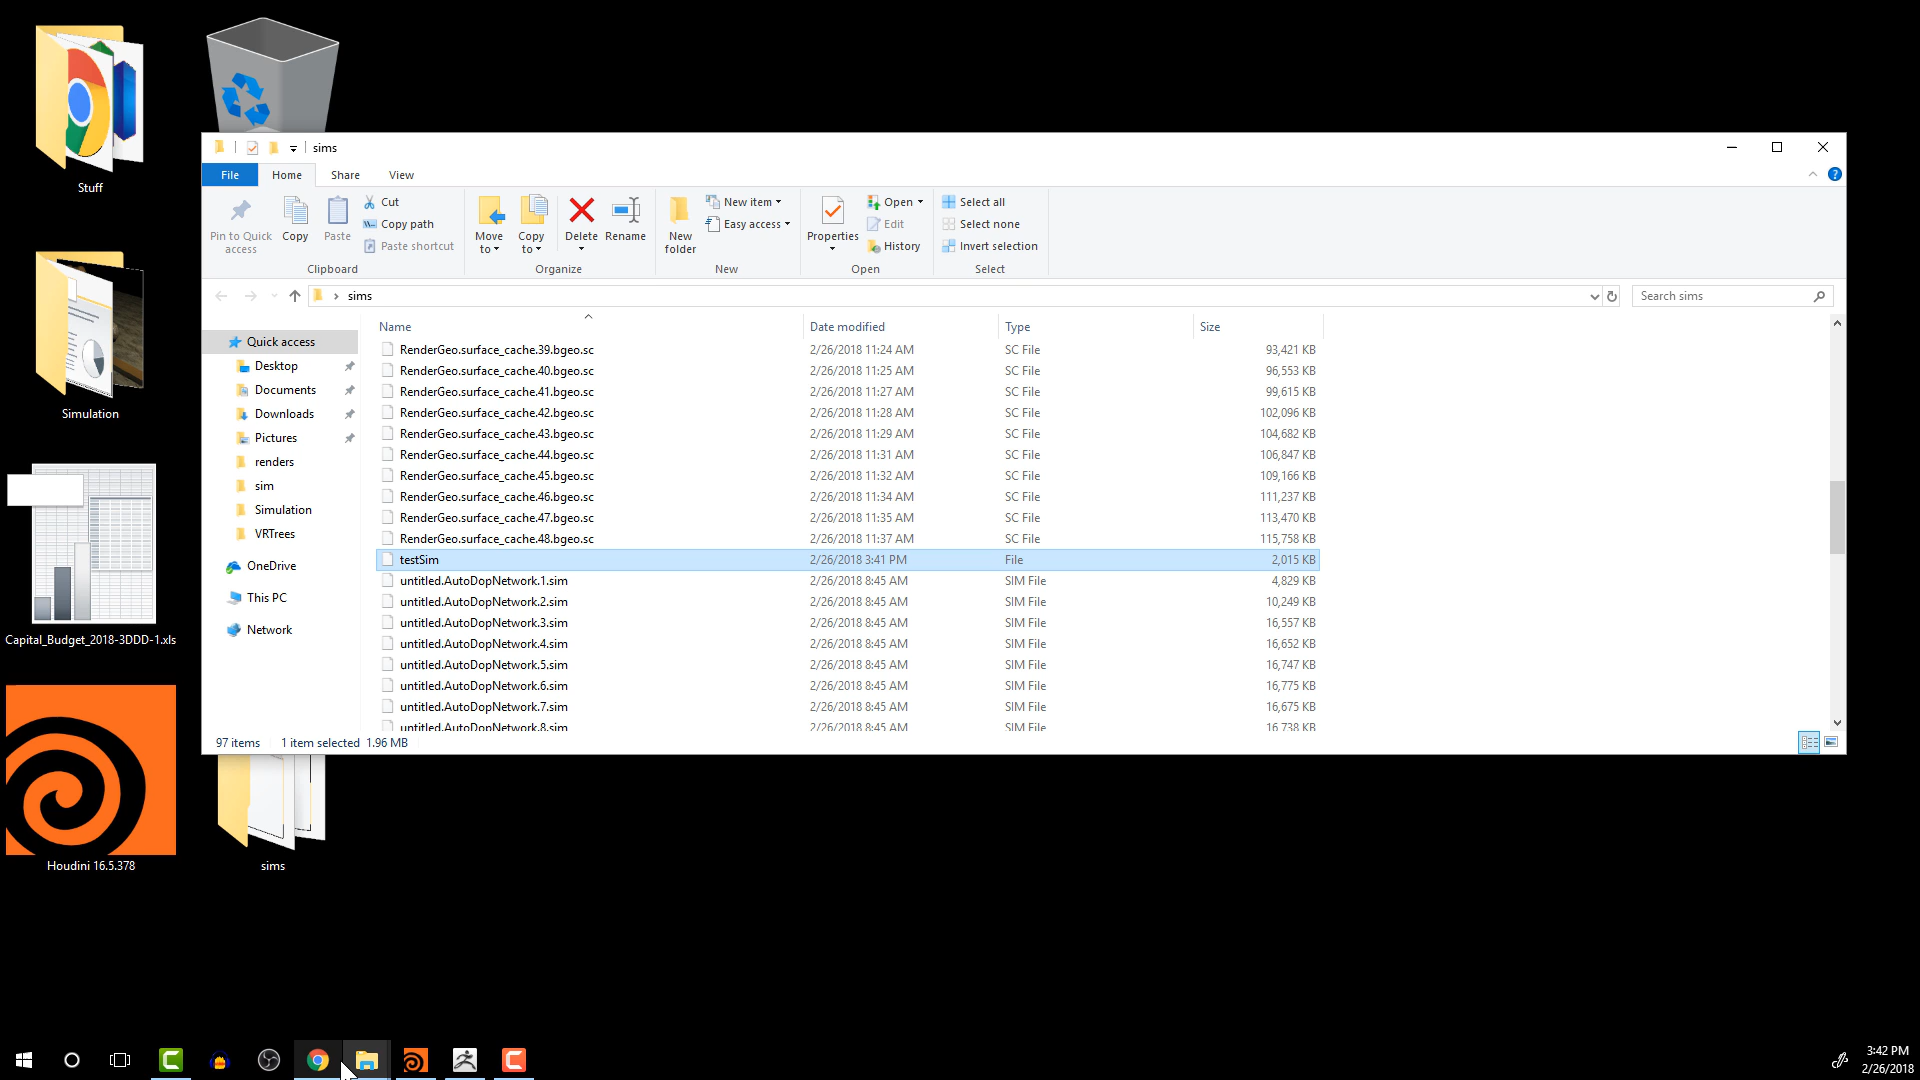 Stuff
Simulation
Capital_Budget_2018-3DDD-1.xls
Houdini 16.5.378
sims
sims
File Home Share View
Pin to Quick access
Copy
Paste
Cut
Copy path
Paste shortcut
Clipboard
Move to
Copy to
Delete
Rename
Organize
New folder
New item
Easy access
New
Properties
Open
Edit
History
Open
Select all
Select none
Invert selection
Select
sims
Search sims
Quick access
Desktop
Documents
Downloads
Pictures
renders
sim
Simulation
VRTrees
OneDrive
This PC
Network
Name Date modified Type Size
RenderGeo.surface_cache.39.bgeo.sc 2/26/2018 11:24 AM SC File 93,421 KB
RenderGeo.surface_cache.40.bgeo.sc 2/26/2018 11:25 AM SC File 96,553 KB
RenderGeo.surface_cache.41.bgeo.sc 2/26/2018 11:27 AM SC File 99,615 KB
RenderGeo.surface_cache.42.bgeo.sc 2/26/2018 11:28 AM SC File 102,096 KB
RenderGeo.surface_cache.43.bgeo.sc 2/26/2018 11:29 AM SC File 104,682 KB
RenderGeo.surface_cache.44.bgeo.sc 2/26/2018 11:31 AM SC File 106,847 KB
RenderGeo.surface_cache.45.bgeo.sc 2/26/2018 11:32 AM SC File 109,166 KB
RenderGeo.surface_cache.46.bgeo.sc 2/26/2018 11:34 AM SC File 111,237 KB
RenderGeo.surface_cache.47.bgeo.sc 2/26/2018 11:35 AM SC File 113,470 KB
RenderGeo.surface_cache.48.bgeo.sc 2/26/2018 11:37 AM SC File 115,758 KB
testSim 2/26/2018 3:41 PM File 2,015 KB
untitled.AutoDopNetwork.1.sim 2/26/2018 8:45 AM SIM File 4,829 KB
untitled.AutoDopNetwork.2.sim 2/26/2018 8:45 AM SIM File 10,249 KB
untitled.AutoDopNetwork.3.sim 2/26/2018 8:45 AM SIM File 16,557 KB
untitled.AutoDopNetwork.4.sim 2/26/2018 8:45 AM SIM File 16,652 KB
untitled.AutoDopNetwork.5.sim 2/26/2018 8:45 AM SIM File 16,747 KB
untitled.AutoDopNetwork.6.sim 2/26/2018 8:45 AM SIM File 16,775 KB
untitled.AutoDopNetwork.7.sim 2/26/2018 8:45 AM SIM File 16,675 KB
untitled.AutoDopNetwork.8.sim 2/26/2018 8:45 AM SIM File 16,738 KB
97 items 1 item selected 1.96 MB
3:42 PM
2/26/2018